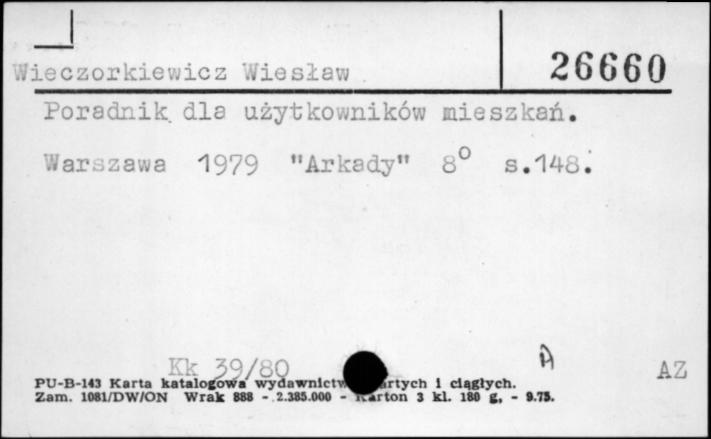 Wieczorkiewicz Wiesław 26660
Poradnik dla użytkowników mieszkań.
Warszawa 1979 "Arkady" 8° s.148.
Kk 39/80 A AZ
PU-B-143 Karta katalogowa wydawnictw i ciągłych.
Zam. 1081/DW/ON Wrak 888 - 2.385.000 - Karton 3 kl. 180 g, - 9.75.